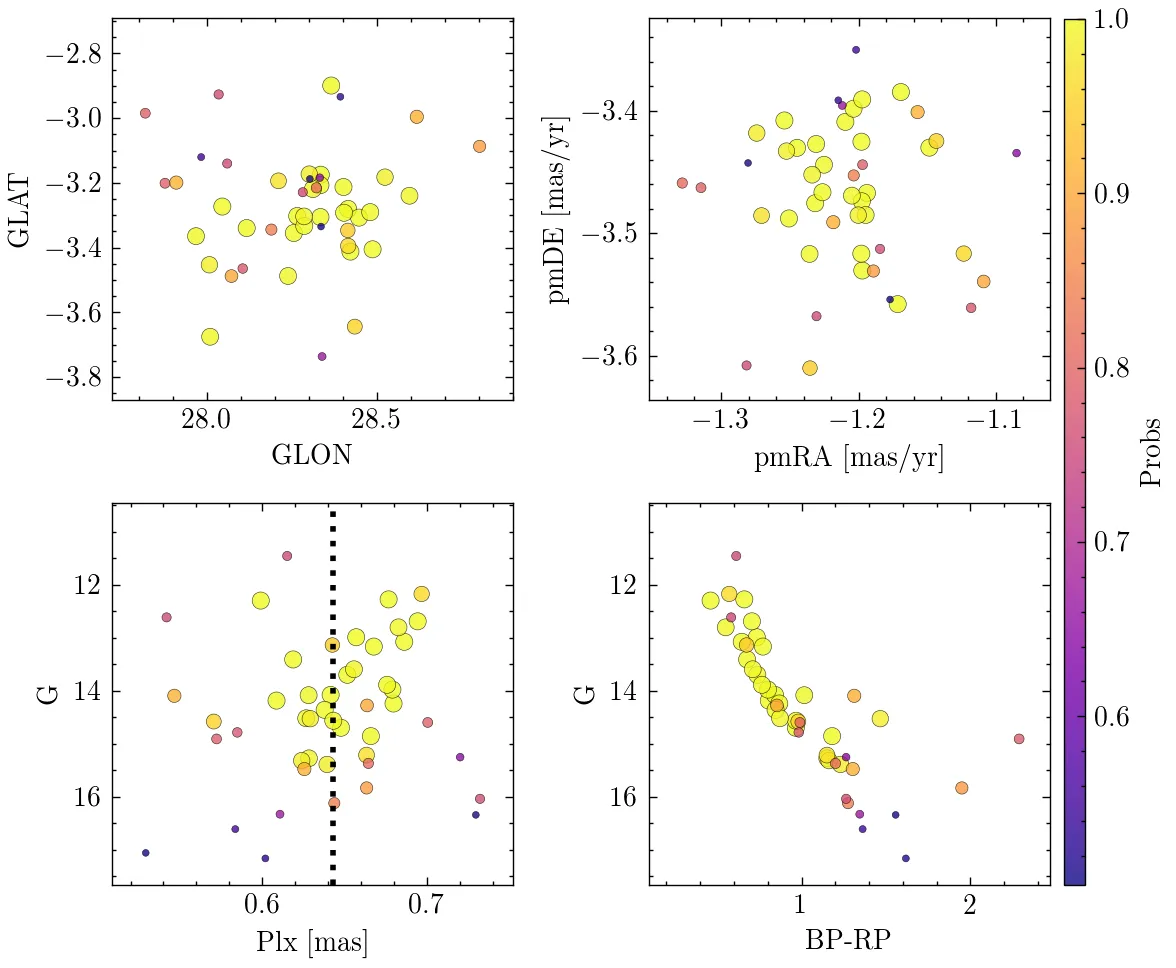 −2.8
−3.0
−3.2
−3.4
−3.6
−3.8
GLAT
28.0 28.5
GLON
−3.4
−3.5
−3.6
pmDE [mas/yr]
−1.3 −1.2 −1.1
pmRA [mas/yr]
12
14
16
G
0.6 0.7
Plx [mas]
12
14
16
G
1 2
BP-RP
1.0
0.9
0.8
0.7
0.6
Probs